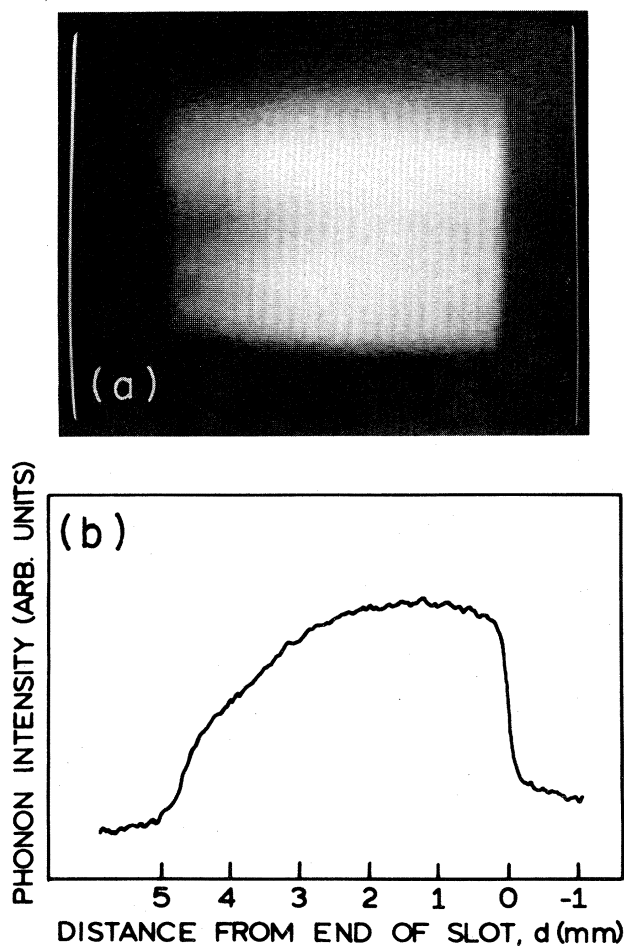 (a)
PHONON INTENSITY (ARB. UNITS)
(b)
5 4 3 2 1 0 -1
DISTANCE FROM END OF SLOT, d (mm)